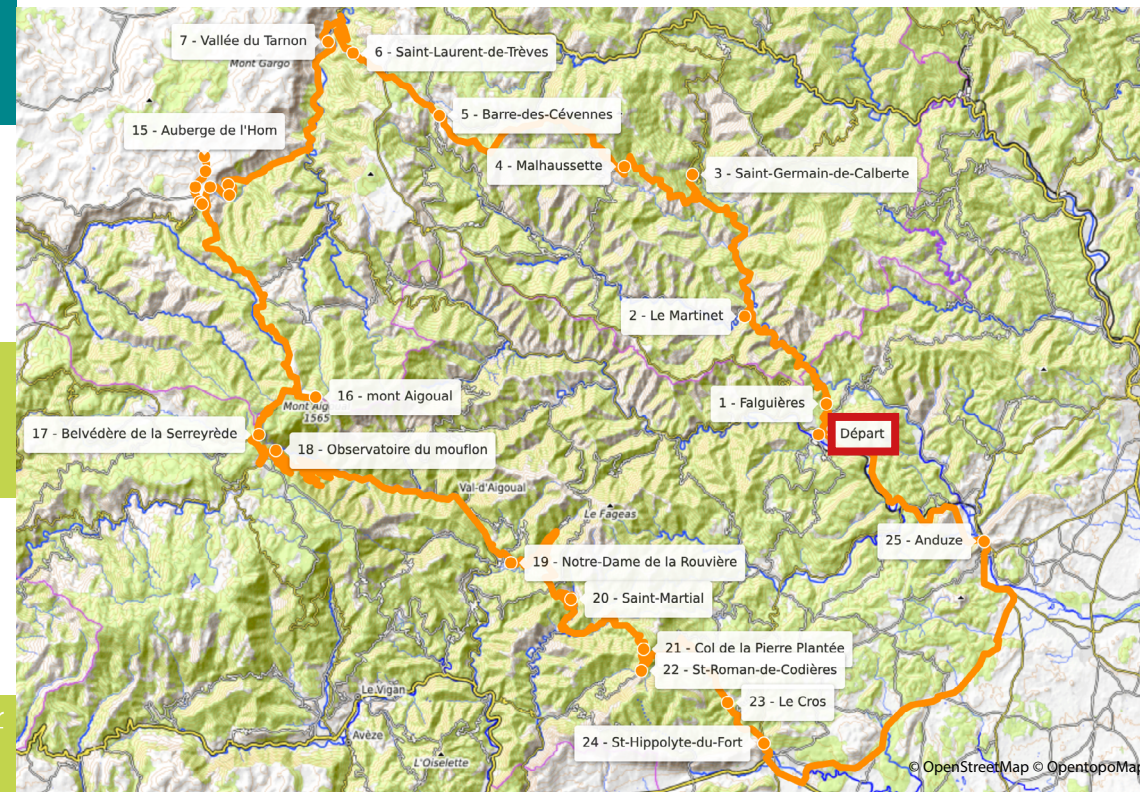 7 - Vallée du Tarnon
6 - Saint-Laurent-de-Trèves
Mont Gargo
5 - Barre-des-Cévennes
15 - Auberge de l'Hom
4 - Malhaussette
3 - Saint-Germain-de-Calberte
2 - Le Martinet
16 - mont Aigoual
1 - Falguières
Mont Aig
1565
17 - Belvédère de la Serreyrède
Départ
18 - Observatoire du mouflon
Val-d'Aigoual
Le Fageas
25 - Anduze
19 - Notre-Dame de la Rouvière
20 - Saint-Martial
21 - Col de la Pierre Plantée
22 - St-Roman-de-Codières
Le Vigan
23 - Le Cros
Avèze
24 - St-Hippolyte-du-Fort
L'Oiselette
© OpenStreetMap © OpentopoMap